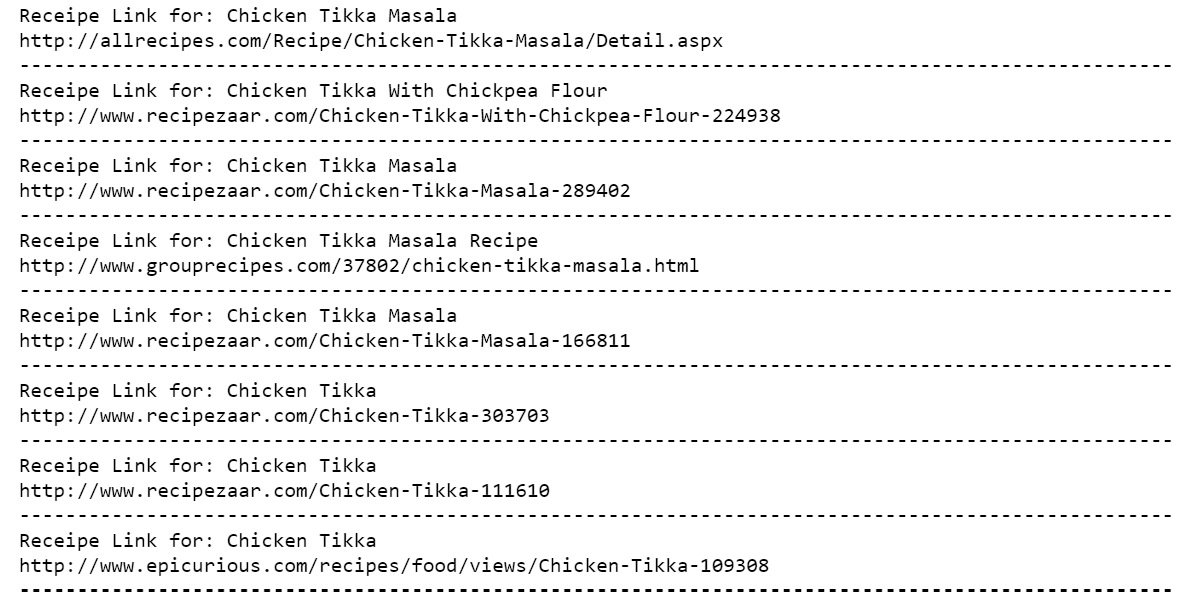 Receipe Link for: Chicken Tikka Masala
http://allrecipes.com/Recipe/Chicken-Tikka-Masala/Detail.aspx
----------------------------------------------------------------------------------------------------
Receipe Link for: Chicken Tikka With Chickpea Flour
http://www.recipezaar.com/Chicken-Tikka-With-Chickpea-Flour-224938
----------------------------------------------------------------------------------------------------
Receipe Link for: Chicken Tikka Masala
http://www.recipezaar.com/Chicken-Tikka-Masala-289402
----------------------------------------------------------------------------------------------------
Receipe Link for: Chicken Tikka Masala Recipe
http://www.grouprecipes.com/37802/chicken-tikka-masala.html
----------------------------------------------------------------------------------------------------
Receipe Link for: Chicken Tikka Masala
http://www.recipezaar.com/Chicken-Tikka-Masala-166811
----------------------------------------------------------------------------------------------------
Receipe Link for: Chicken Tikka
http://www.recipezaar.com/Chicken-Tikka-303703
----------------------------------------------------------------------------------------------------
Receipe Link for: Chicken Tikka
http://www.recipezaar.com/Chicken-Tikka-111610
----------------------------------------------------------------------------------------------------
Receipe Link for: Chicken Tikka
http://www.epicurious.com/recipes/food/views/Chicken-Tikka-109308
----------------------------------------------------------------------------------------------------